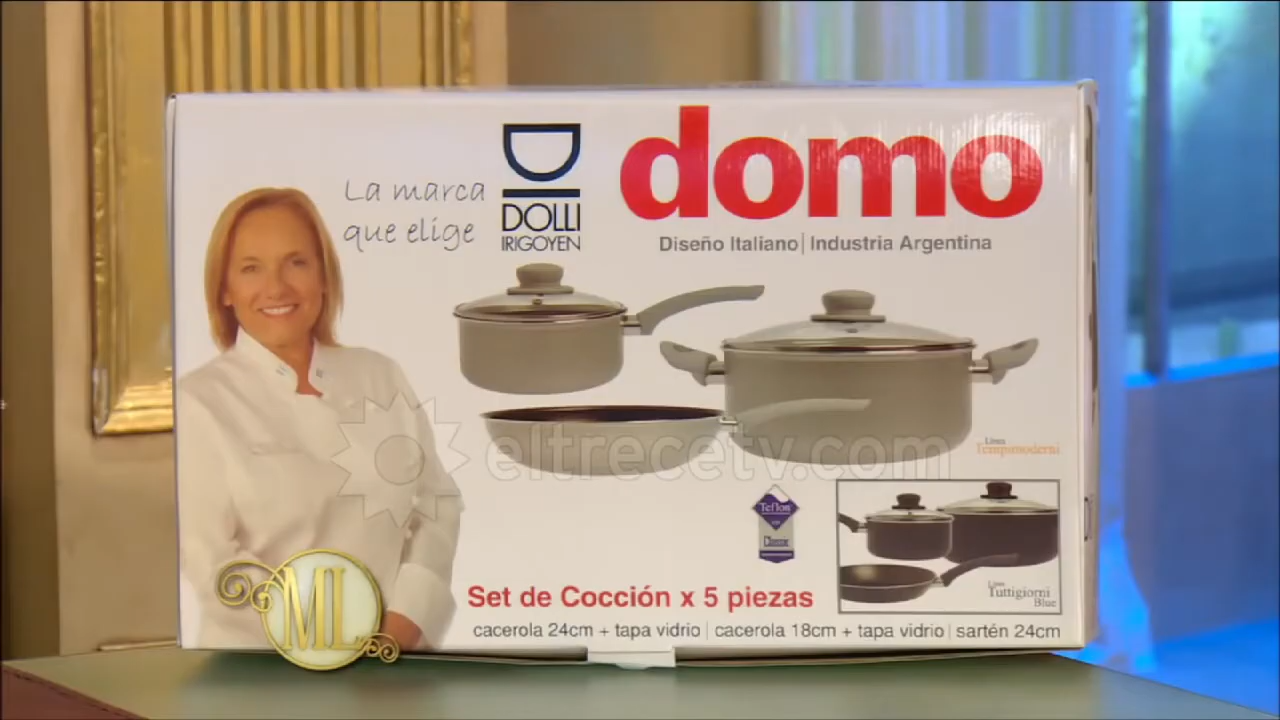 La marca
que elige
DOLLI
IRIGOYEN
domo
Diseño Italiano | Industria Argentina
eltrecetv.com
Línea
Tempimoderni
Teflon
Classic
Línea
Tuttigiorni
Blue
Set de Cocción x 5 piezas
cacerola 24cm + tapa vidrio | cacerola 18cm + tapa vidrio | sartén 24cm
ML